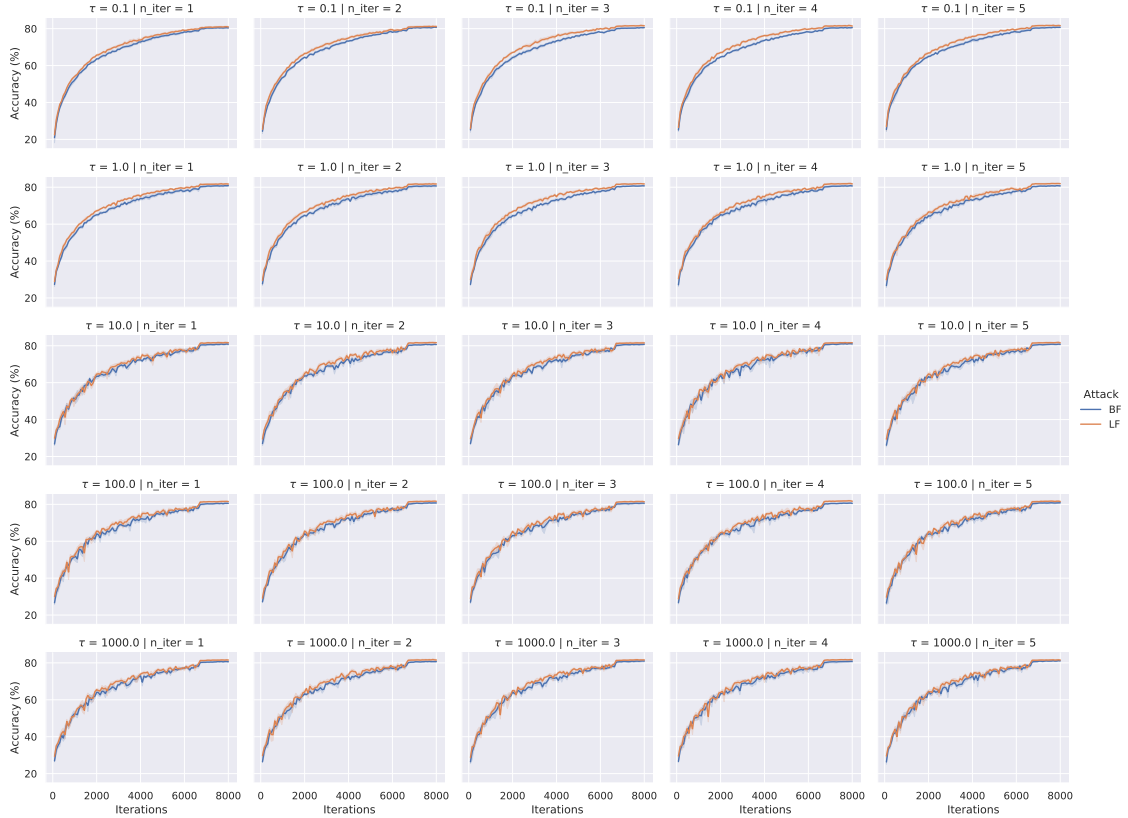 τ = 0.1 | n_iter = 1
τ = 0.1 | n_iter = 2
τ = 0.1 | n_iter = 3
τ = 0.1 | n_iter = 4
τ = 0.1 | n_iter = 5
80
60
40
20
Accuracy (%)
τ = 1.0 | n_iter = 1
τ = 1.0 | n_iter = 2
τ = 1.0 | n_iter = 3
τ = 1.0 | n_iter = 4
τ = 1.0 | n_iter = 5
80
60
40
20
Accuracy (%)
τ = 10.0 | n_iter = 1
τ = 10.0 | n_iter = 2
τ = 10.0 | n_iter = 3
τ = 10.0 | n_iter = 4
τ = 10.0 | n_iter = 5
80
60
40
20
Accuracy (%)
Attack
BF
LF
τ = 100.0 | n_iter = 1
τ = 100.0 | n_iter = 2
τ = 100.0 | n_iter = 3
τ = 100.0 | n_iter = 4
τ = 100.0 | n_iter = 5
80
60
40
20
Accuracy (%)
τ = 1000.0 | n_iter = 1
τ = 1000.0 | n_iter = 2
τ = 1000.0 | n_iter = 3
τ = 1000.0 | n_iter = 4
τ = 1000.0 | n_iter = 5
80
60
40
20
Accuracy (%)
0 2000 4000 6000 8000
0 2000 4000 6000 8000
0 2000 4000 6000 8000
0 2000 4000 6000 8000
0 2000 4000 6000 8000
Iterations
Iterations
Iterations
Iterations
Iterations